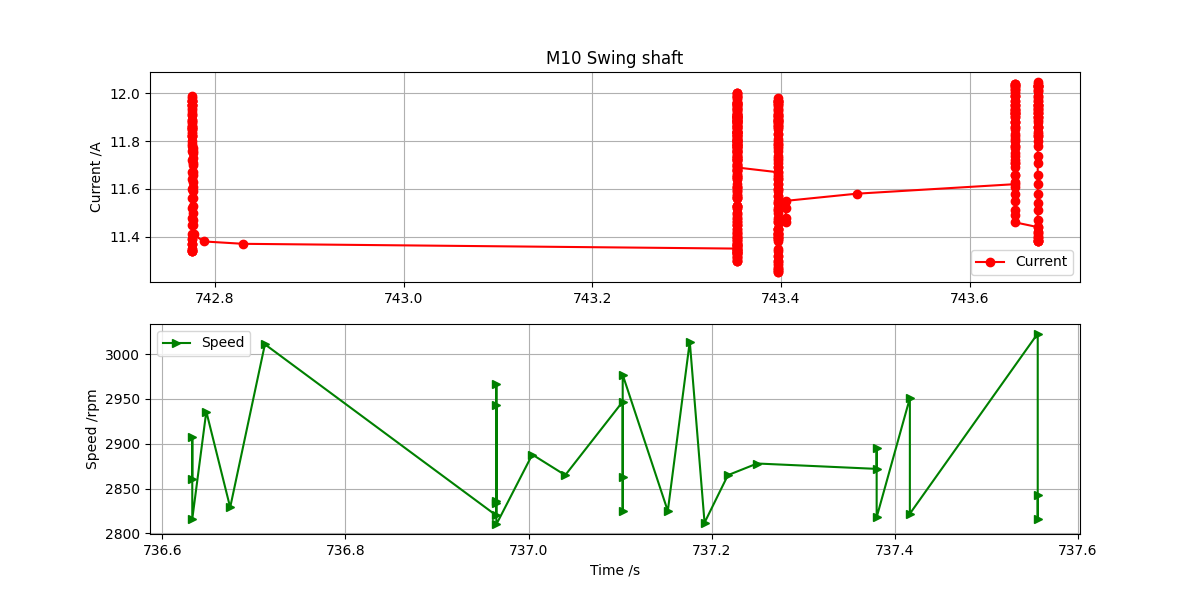 M10 Swing shaft
Current /A
12.0
11.8
11.6
11.4
Current
742.8 743.0 743.2 743.4 743.6
Speed /rpm
3000
2950
2900
2850
2800
Speed
736.6 736.8 737.0 737.2 737.4 737.6
Time /s